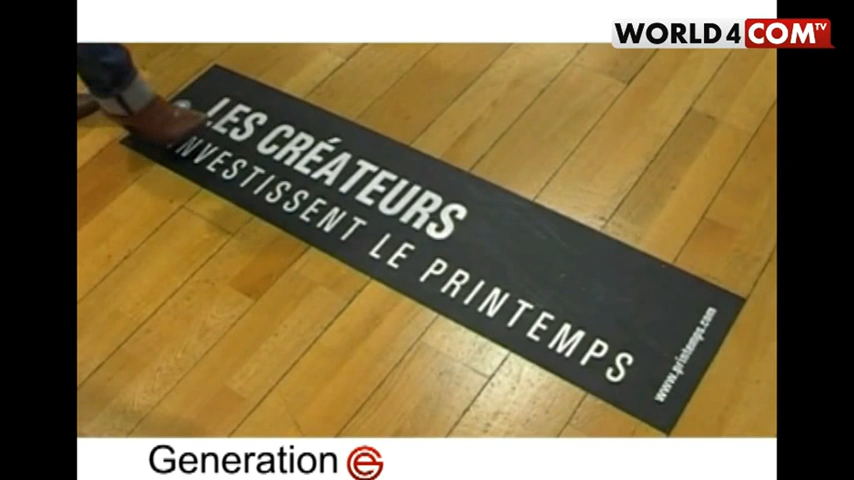 WORLD4COM TV
LES CRÉATEURS
INVESTISSENT LE PRINTEMPS
www.printemps.com
Generation